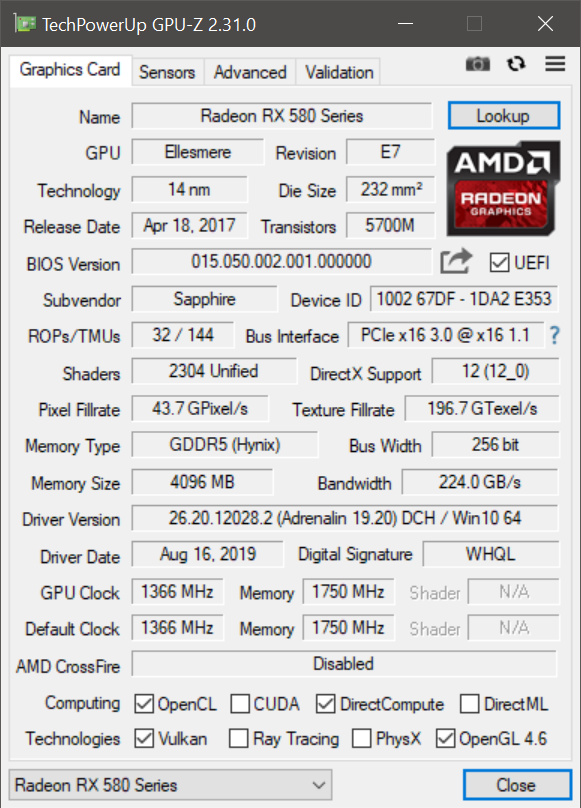 TechPowerUp GPU-Z 2.31.0
Graphics Card Sensors Advanced Validation
Name Radeon RX 580 Series Lookup
GPU Ellesmere Revision E7
AMD
RADEON
GRAPHICS
Technology 14 nm Die Size 232 mm²
Release Date Apr 18, 2017 Transistors 5700M
BIOS Version 015.050.002.001.000000 UEFI
Subvendor Sapphire Device ID 1002 67DF - 1DA2 E353
ROPs/TMUs 32 / 144 Bus Interface PCIe x16 3.0 @ x16 1.1 ?
Shaders 2304 Unified DirectX Support 12 (12_0)
Pixel Fillrate 43.7 GPixel/s Texture Fillrate 196.7 GTexel/s
Memory Type GDDR5 (Hynix) Bus Width 256 bit
Memory Size 4096 MB Bandwidth 224.0 GB/s
Driver Version 26.20.12028.2 (Adrenalin 19.20) DCH / Win10 64
Driver Date Aug 16, 2019 Digital Signature WHQL
GPU Clock 1366 MHz Memory 1750 MHz Shader N/A
Default Clock 1366 MHz Memory 1750 MHz Shader N/A
AMD CrossFire Disabled
Computing OpenCL CUDA DirectCompute DirectML
Technologies Vulkan Ray Tracing PhysX OpenGL 4.6
Radeon RX 580 Series Close